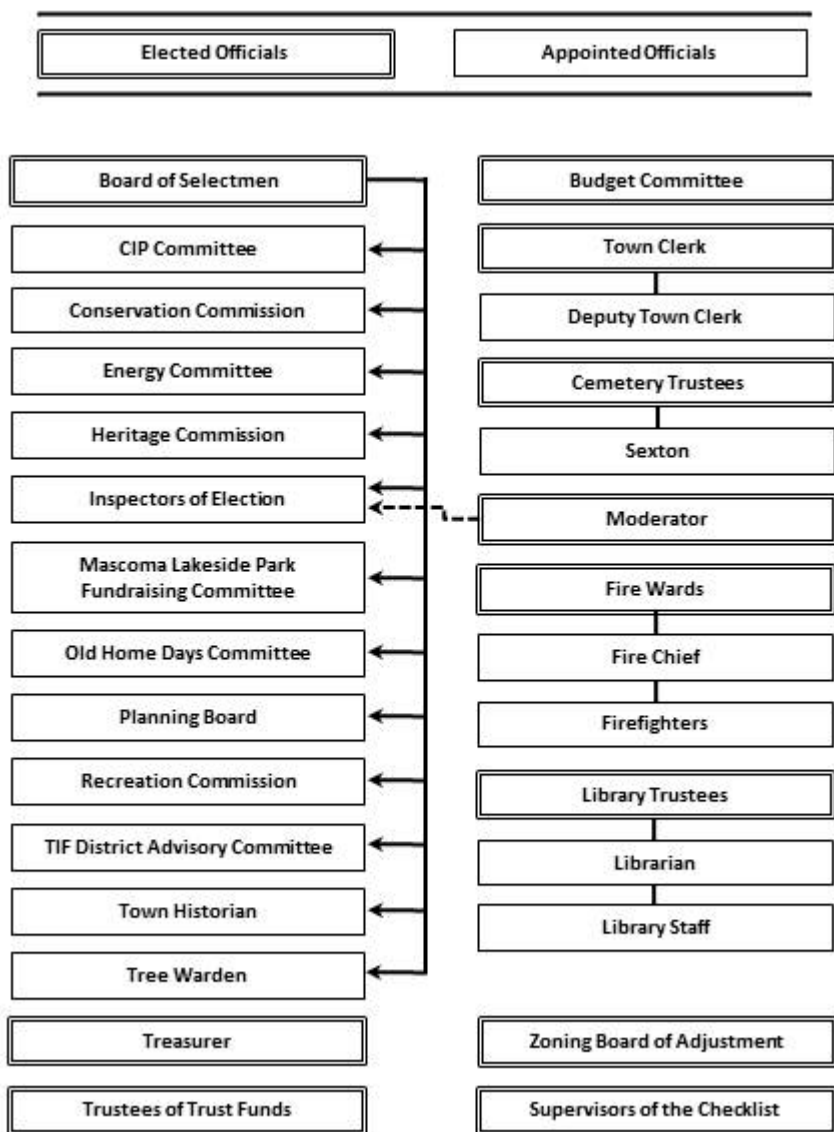 Elected Officials
Appointed Officials
Board of Selectmen
CIP Committee
Conservation Commission
Energy Committee
Heritage Commission
Inspectors of Election
Mascoma Lakeside Park
Fundraising Committee
Old Home Days Committee
Planning Board
Recreation Commission
TIF District Advisory Committee
Town Historian
Tree Warden
Treasurer
Trustees of Trust Funds
Budget Committee
Town Clerk
Deputy Town Clerk
Cemetery Trustees
Sexton
Moderator
Fire Wards
Fire Chief
Firefighters
Library Trustees
Librarian
Library Staff
Zoning Board of Adjustment
Supervisors of the Checklist